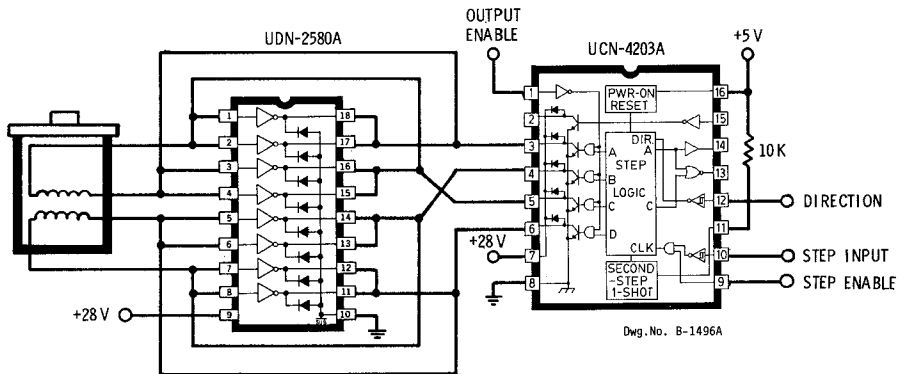 OUTPUT
ENABLE
UDN-2580A
UCN-4203A
+5 V
1
2
3
4
5
6
7
8
9
18
17
16
15
14
13
12
11
10
SUB
+28 V
+28 V
1
2
3
4
5
6
7
8
16
15
14
13
12
11
10
9
PWR-ON
RESET
DIR.
A
A
STEP
B
LOGIC
C
C
D
CLK
SECOND
-STEP
1-SHOT
10K
DIRECTION
STEP INPUT
STEP ENABLE
Dwg.No. B-1496A